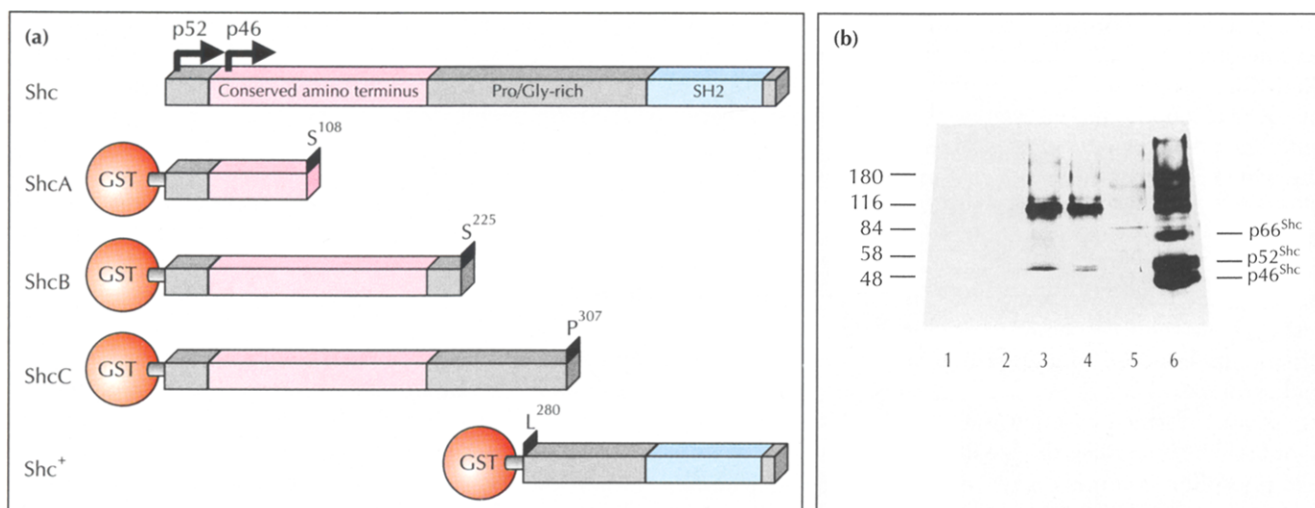 (a)
p52 p46
Shc
Conserved amino terminus Pro/Gly-rich SH2
S108
ShcA GST
S225
ShcB GST
P307
ShcC GST
L280
Shc+ GST
(b)
180
116
84
58
48
p66Shc
p52Shc
p46Shc
1 2 3 4 5 6